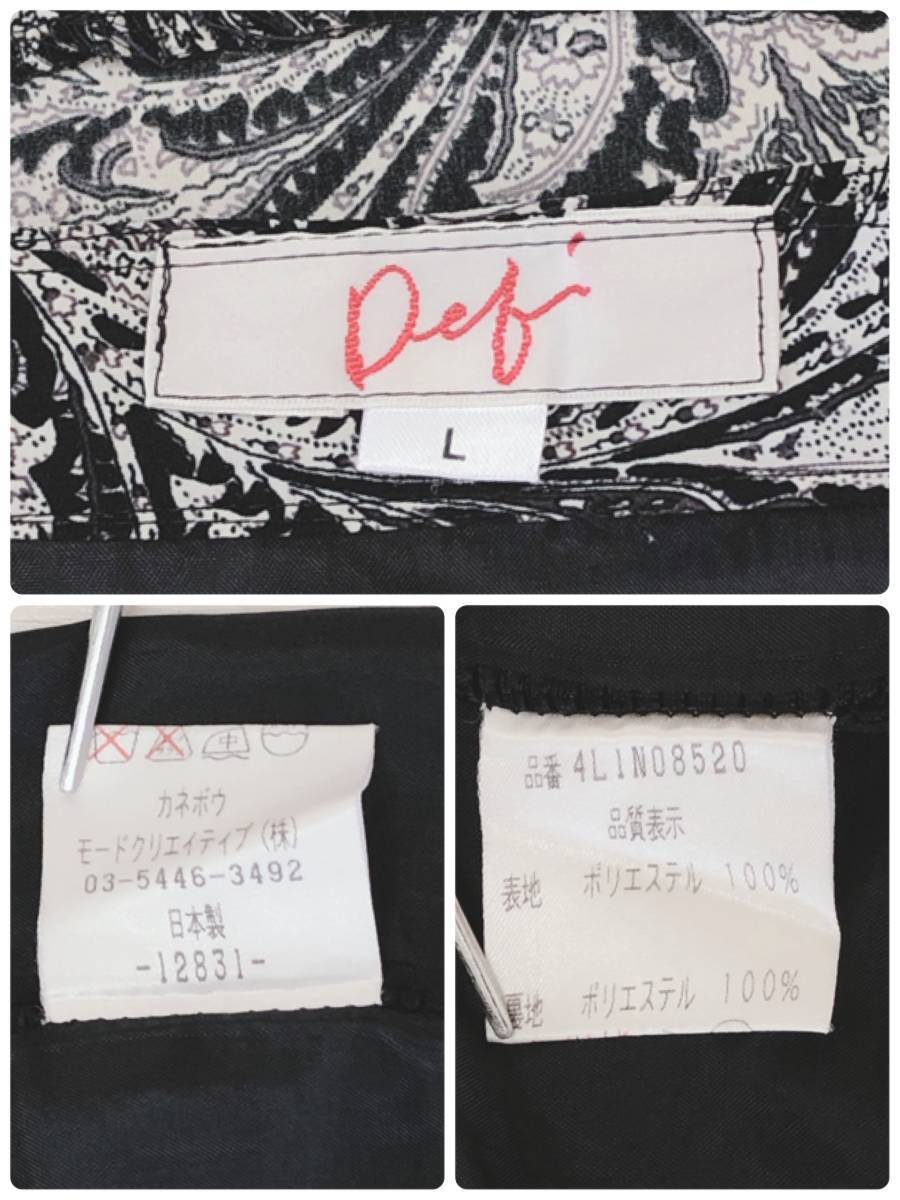 Defi
L
中
カネボウ
モードクリエイティブ(株)
03-5446-3492
日本製
-12831-
品番 4L1N08520
品質表示
表地 ポリエステル 100%
裏地 ポリエステル 100%